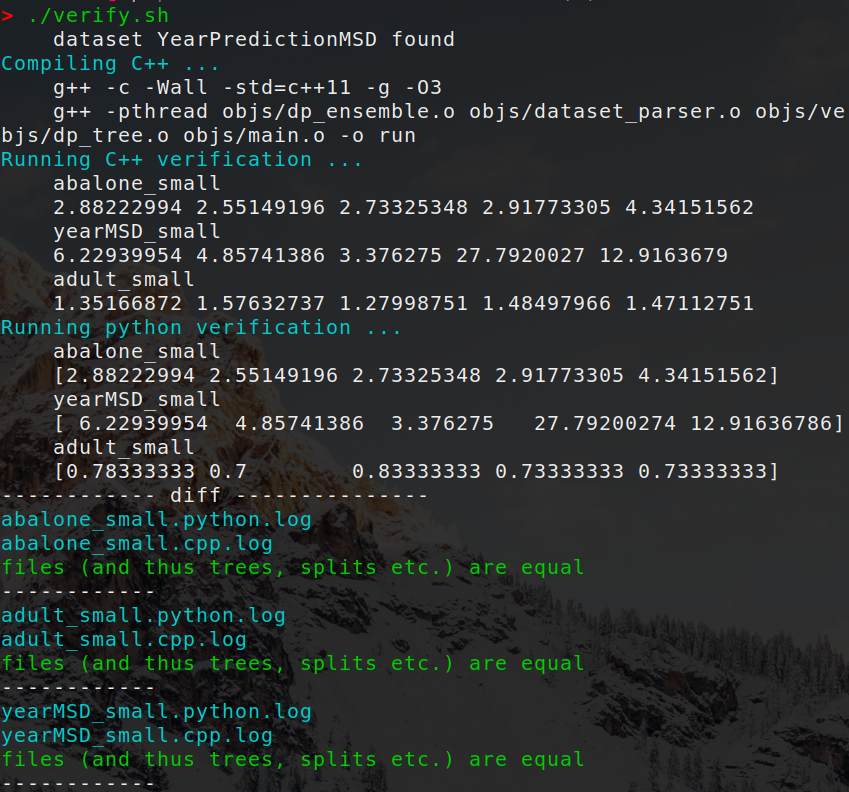 > ./verify.sh
dataset YearPredictionMSD found
Compiling C++ ...
g++ -c -Wall -std=c++11 -g -O3
g++ -pthread objs/dp_ensemble.o objs/dataset_parser.o objs/ve
bjs/dp_tree.o objs/main.o -o run
Running C++ verification ...
abalone_small
2.88222994 2.55149196 2.73325348 2.91773305 4.34151562
yearMSD_small
6.22939954 4.85741386 3.376275 27.7920027 12.9163679
adult_small
1.35166872 1.57632737 1.27998751 1.48497966 1.47112751
Running python verification ...
abalone_small
[2.88222994 2.55149196 2.73325348 2.91773305 4.34151562]
yearMSD_small
[ 6.22939954  4.85741386  3.376275   27.79200274 12.91636786]
adult_small
[0.78333333 0.7        0.83333333 0.73333333 0.73333333]
------------ diff ---------------
abalone_small.python.log
abalone_small.cpp.log
files (and thus trees, splits etc.) are equal
------------
adult_small.python.log
adult_small.cpp.log
files (and thus trees, splits etc.) are equal
------------
yearMSD_small.python.log
yearMSD_small.cpp.log
files (and thus trees, splits etc.) are equal
------------